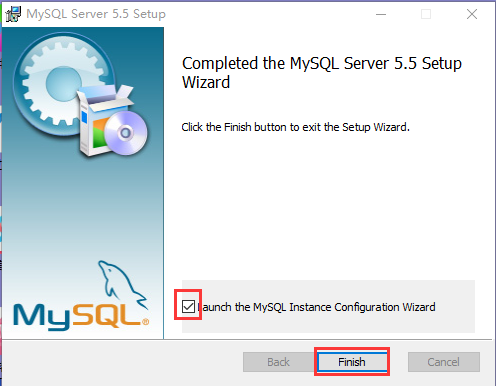 MySQL Server 5.5 Setup
Completed the MySQL Server 5.5 Setup
Wizard
Click the Finish button to exit the Setup Wizard.
MySQL®
Launch the MySQL Instance Configuration Wizard
Back
Finish
Cancel